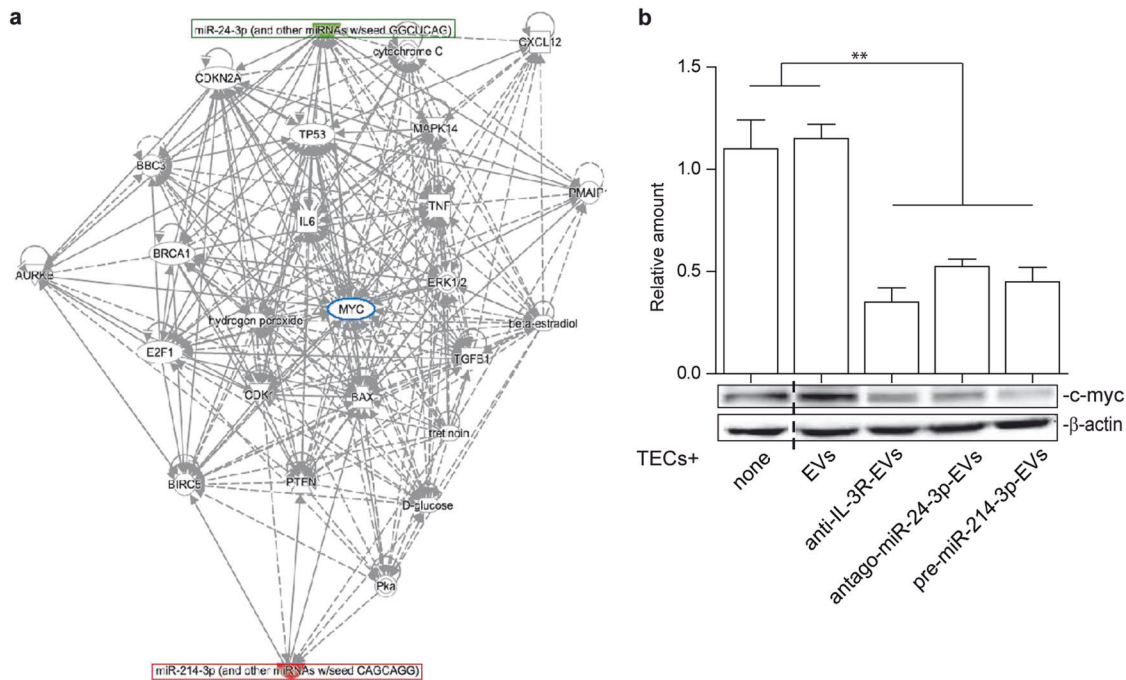 a
miR-24-3p (and other miRNAs w/seed GGCUCAG)
CXCL12
cytochrome C
CDKN2A
TP53
MAPK14
BBC3
PMAIP1
TNF
IL6
BRCA1
AURKB
ERK1/2
MYC
hydrogen peroxide
beta-estradiol
E2F1
TGFB1
CDK1
BAX
tretinoin
BIRC5
PTEN
D-glucose
Pka
miR-214-3p (and other miRNAs w/seed CAGCAGG)
b
**
1.5
1.0
0.5
0.0
Relative amount
-c-myc
-β-actin
TECs+
none
EVs
anti-IL-3R-EVs
antago-miR-24-3p-EVs
pre-miR-214-3p-EVs